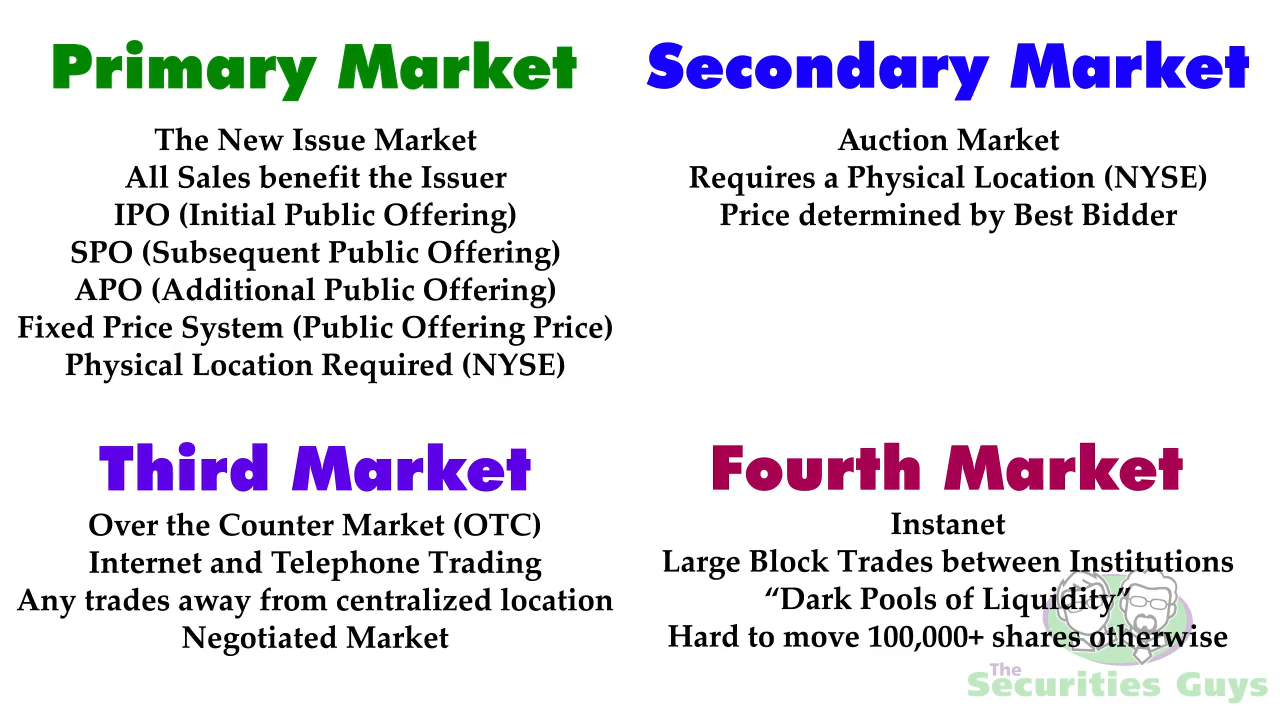 Primary Market
The New Issue Market
All Sales benefit the Issuer
IPO (Initial Public Offering)
SPO (Subsequent Public Offering)
APO (Additional Public Offering)
Fixed Price System (Public Offering Price)
Physical Location Required (NYSE)
Secondary Market
Auction Market
Requires a Physical Location (NYSE)
Price determined by Best Bidder
Third Market
Over the Counter Market (OTC)
Internet and Telephone Trading
Any trades away from centralized location
Negotiated Market
Fourth Market
Instanet
Large Block Trades between Institutions
“Dark Pools of Liquidity”
Hard to move 100,000+ shares otherwise
The
Securities Guys